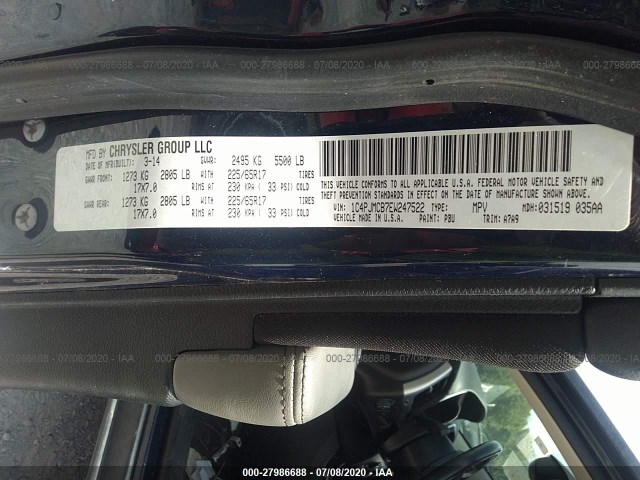 000-27986688 - 07/08/2020 - IAA
MFD BY CHRYSLER GROUP LLC
DATE OF MFR(BUILT): 3-14 GVWR: 2495 KG 5500 LB
GAWR FRONT: 1273 KG 2805 LB WITH 225/65R17 TIRES
17X7.0 RIMS AT 230 KPA ( 33 PSI) COLD
GAWR REAR: 1273 KG 2805 LB WITH 225/65R17 TIRES
17X7.0 RIMS AT 230 KPA ( 33 PSI) COLD
THIS VEHICLE CONFORMS TO ALL APPLICABLE U.S.A. FEDERAL MOTOR VEHICLE SAFETY AND
THEFT PREVENTION STANDARDS IN EFFECT ON THE DATE OF MANUFACTURE SHOWN ABOVE.
VIN: 1C4PJMCB7EW247522 TYPE: MPV MDH: 031519 035AA
VEHICLE MADE IN U.S.A. PAINT: PBU TRIM: A7A9
000-27986688 - 07/08/2020 - IAA